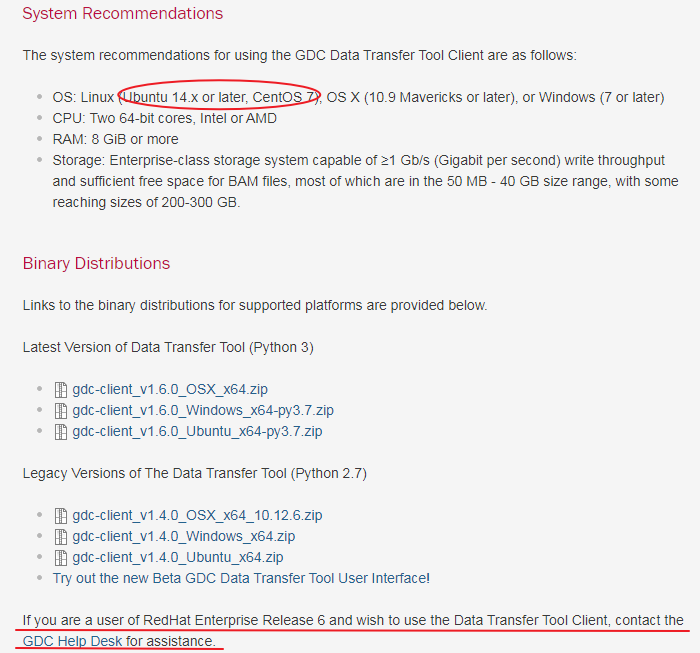 System Recommendations
The system recommendations for using the GDC Data Transfer Tool Client are as follows:
OS: Linux (Ubuntu 14.x or later, CentOS 7), OS X (10.9 Mavericks or later), or Windows (7 or later)
CPU: Two 64-bit cores, Intel or AMD
RAM: 8 GiB or more
Storage: Enterprise-class storage system capable of ≥1 Gb/s (Gigabit per second) write throughput
and sufficient free space for BAM files, most of which are in the 50 MB - 40 GB size range, with some
reaching sizes of 200-300 GB.
Binary Distributions
Links to the binary distributions for supported platforms are provided below.
Latest Version of Data Transfer Tool (Python 3)
gdc-client_v1.6.0_OSX_x64.zip
gdc-client_v1.6.0_Windows_x64-py3.7.zip
gdc-client_v1.6.0_Ubuntu_x64-py3.7.zip
Legacy Versions of The Data Transfer Tool (Python 2.7)
gdc-client_v1.4.0_OSX_x64_10.12.6.zip
gdc-client_v1.4.0_Windows_x64.zip
gdc-client_v1.4.0_Ubuntu_x64.zip
Try out the new Beta GDC Data Transfer Tool User Interface!
If you are a user of RedHat Enterprise Release 6 and wish to use the Data Transfer Tool Client, contact the
GDC Help Desk for assistance.